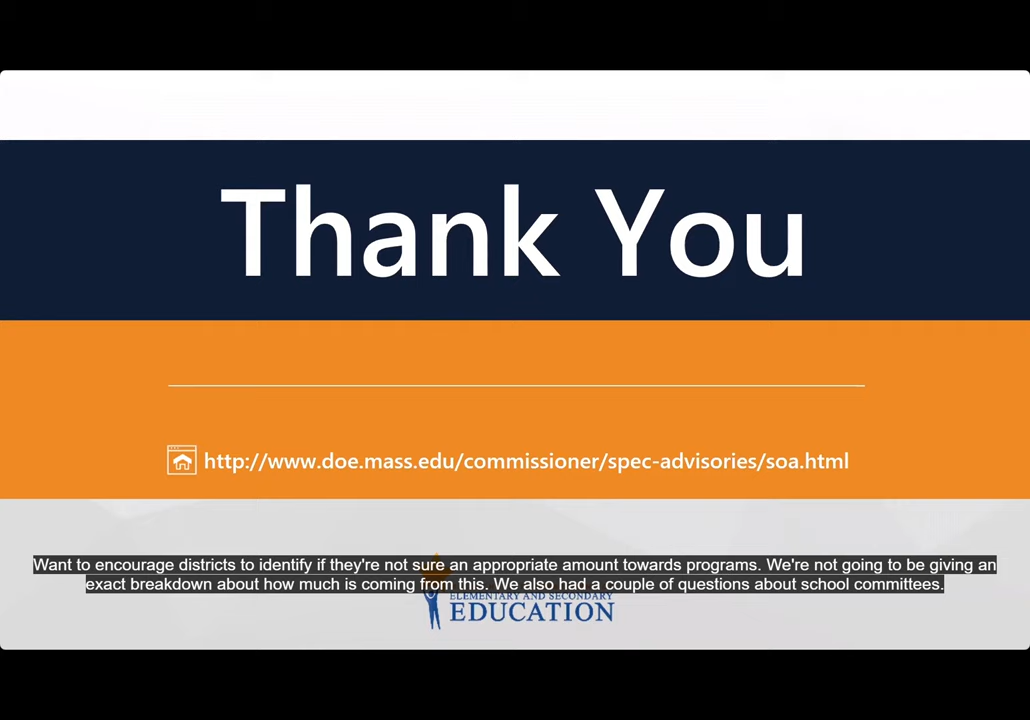 Thank You
http://www.doe.mass.edu/commissioner/spec-advisories/soa.html
Want to encourage districts to identify if they're not sure an appropriate amount towards programs. We're not going to be giving an
exact breakdown about how much is coming from this. We also had a couple of questions about school committees.
ELEMENTARY AND SECONDARY
EDUCATION